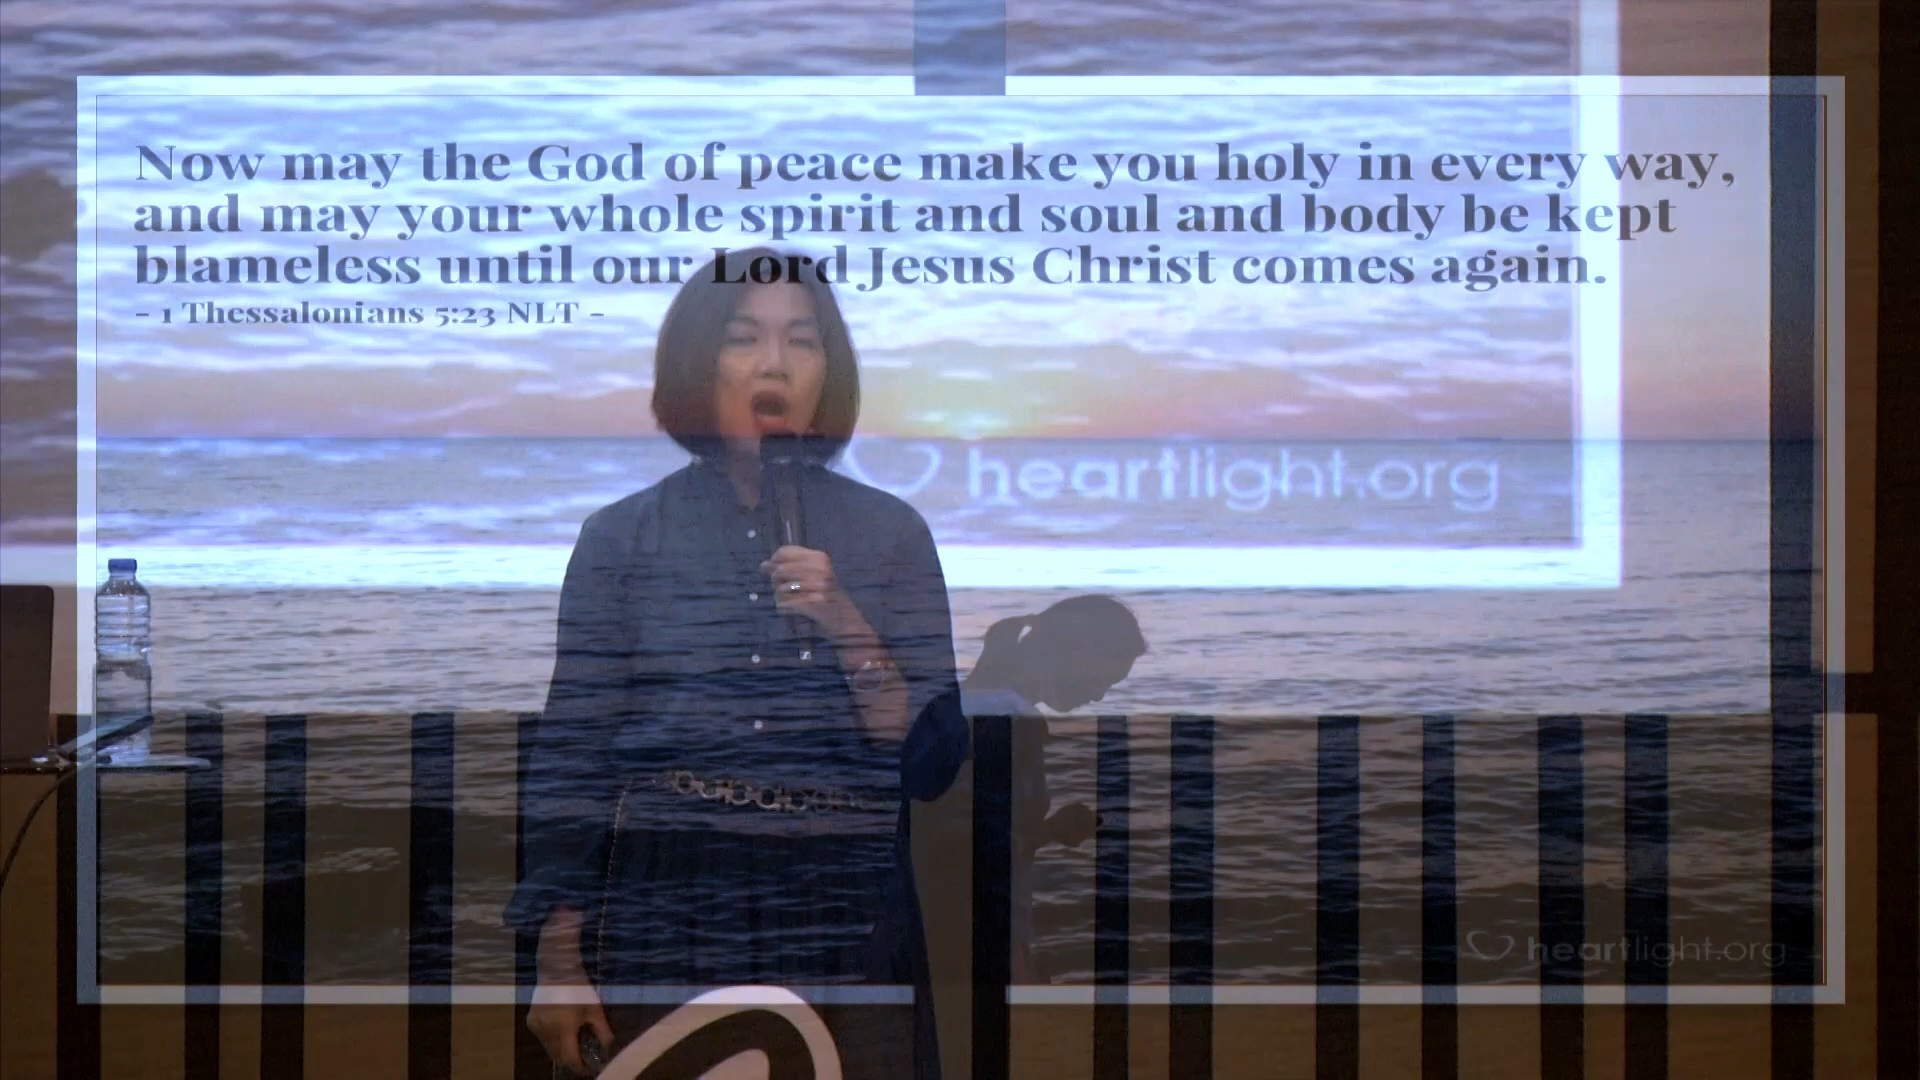 Now may the God of peace make you holy in every way,
and may your whole spirit and soul and body be kept
blameless until our Lord Jesus Christ comes again.
- 1 Thessalonians 5:23 NLT -
heartlight.org
heartlight.org